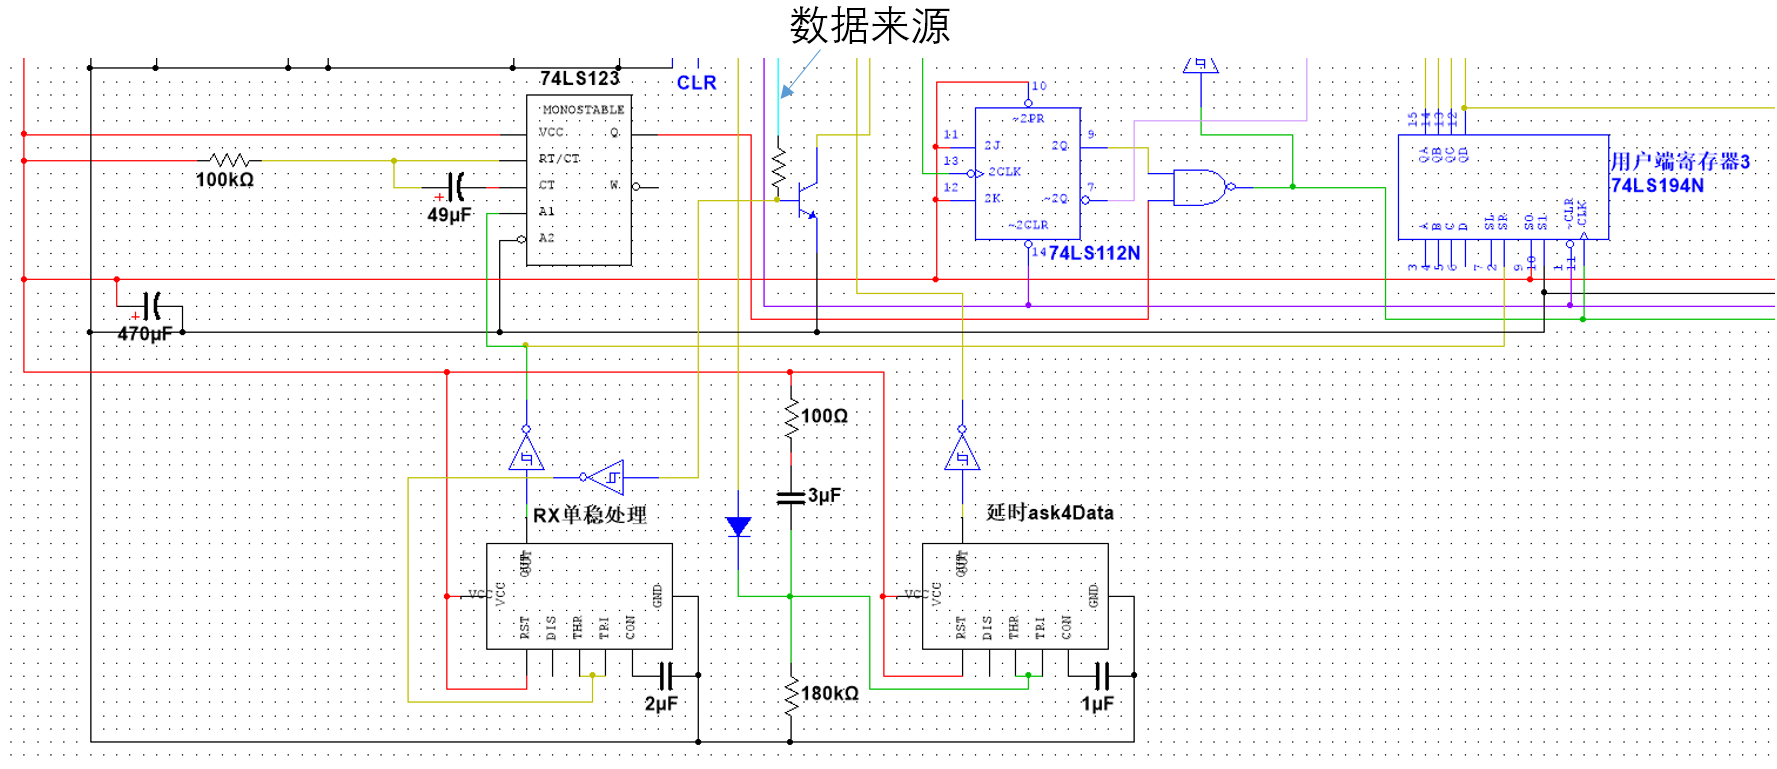 数据来源
74LS123
CLR
MONOSTABLE
VCC
Q
RT/CT
CT
W
A1
A2
100kΩ
49µF
470µF
10
~2PR
11
2J
2Q
9
13
2CLK
12
2K
~2Q
7
~2CLR
14
74LS112N
15
14
13
12
QA
QB
QC
QD
用户端寄存器3
74LS194N
A
B
C
D
SL
SR
S0
S1
~CLR
CLK
3
4
5
6
7
2
9
10
1
11
100Ω
3µF
RX单稳处理
延时ask4Data
OUT
VCC
VCC
GND
RST
DIS
THR
TRI
CON
2µF
180kΩ
OUT
VCC
VCC
GND
RST
DIS
THR
TRI
CON
1µF